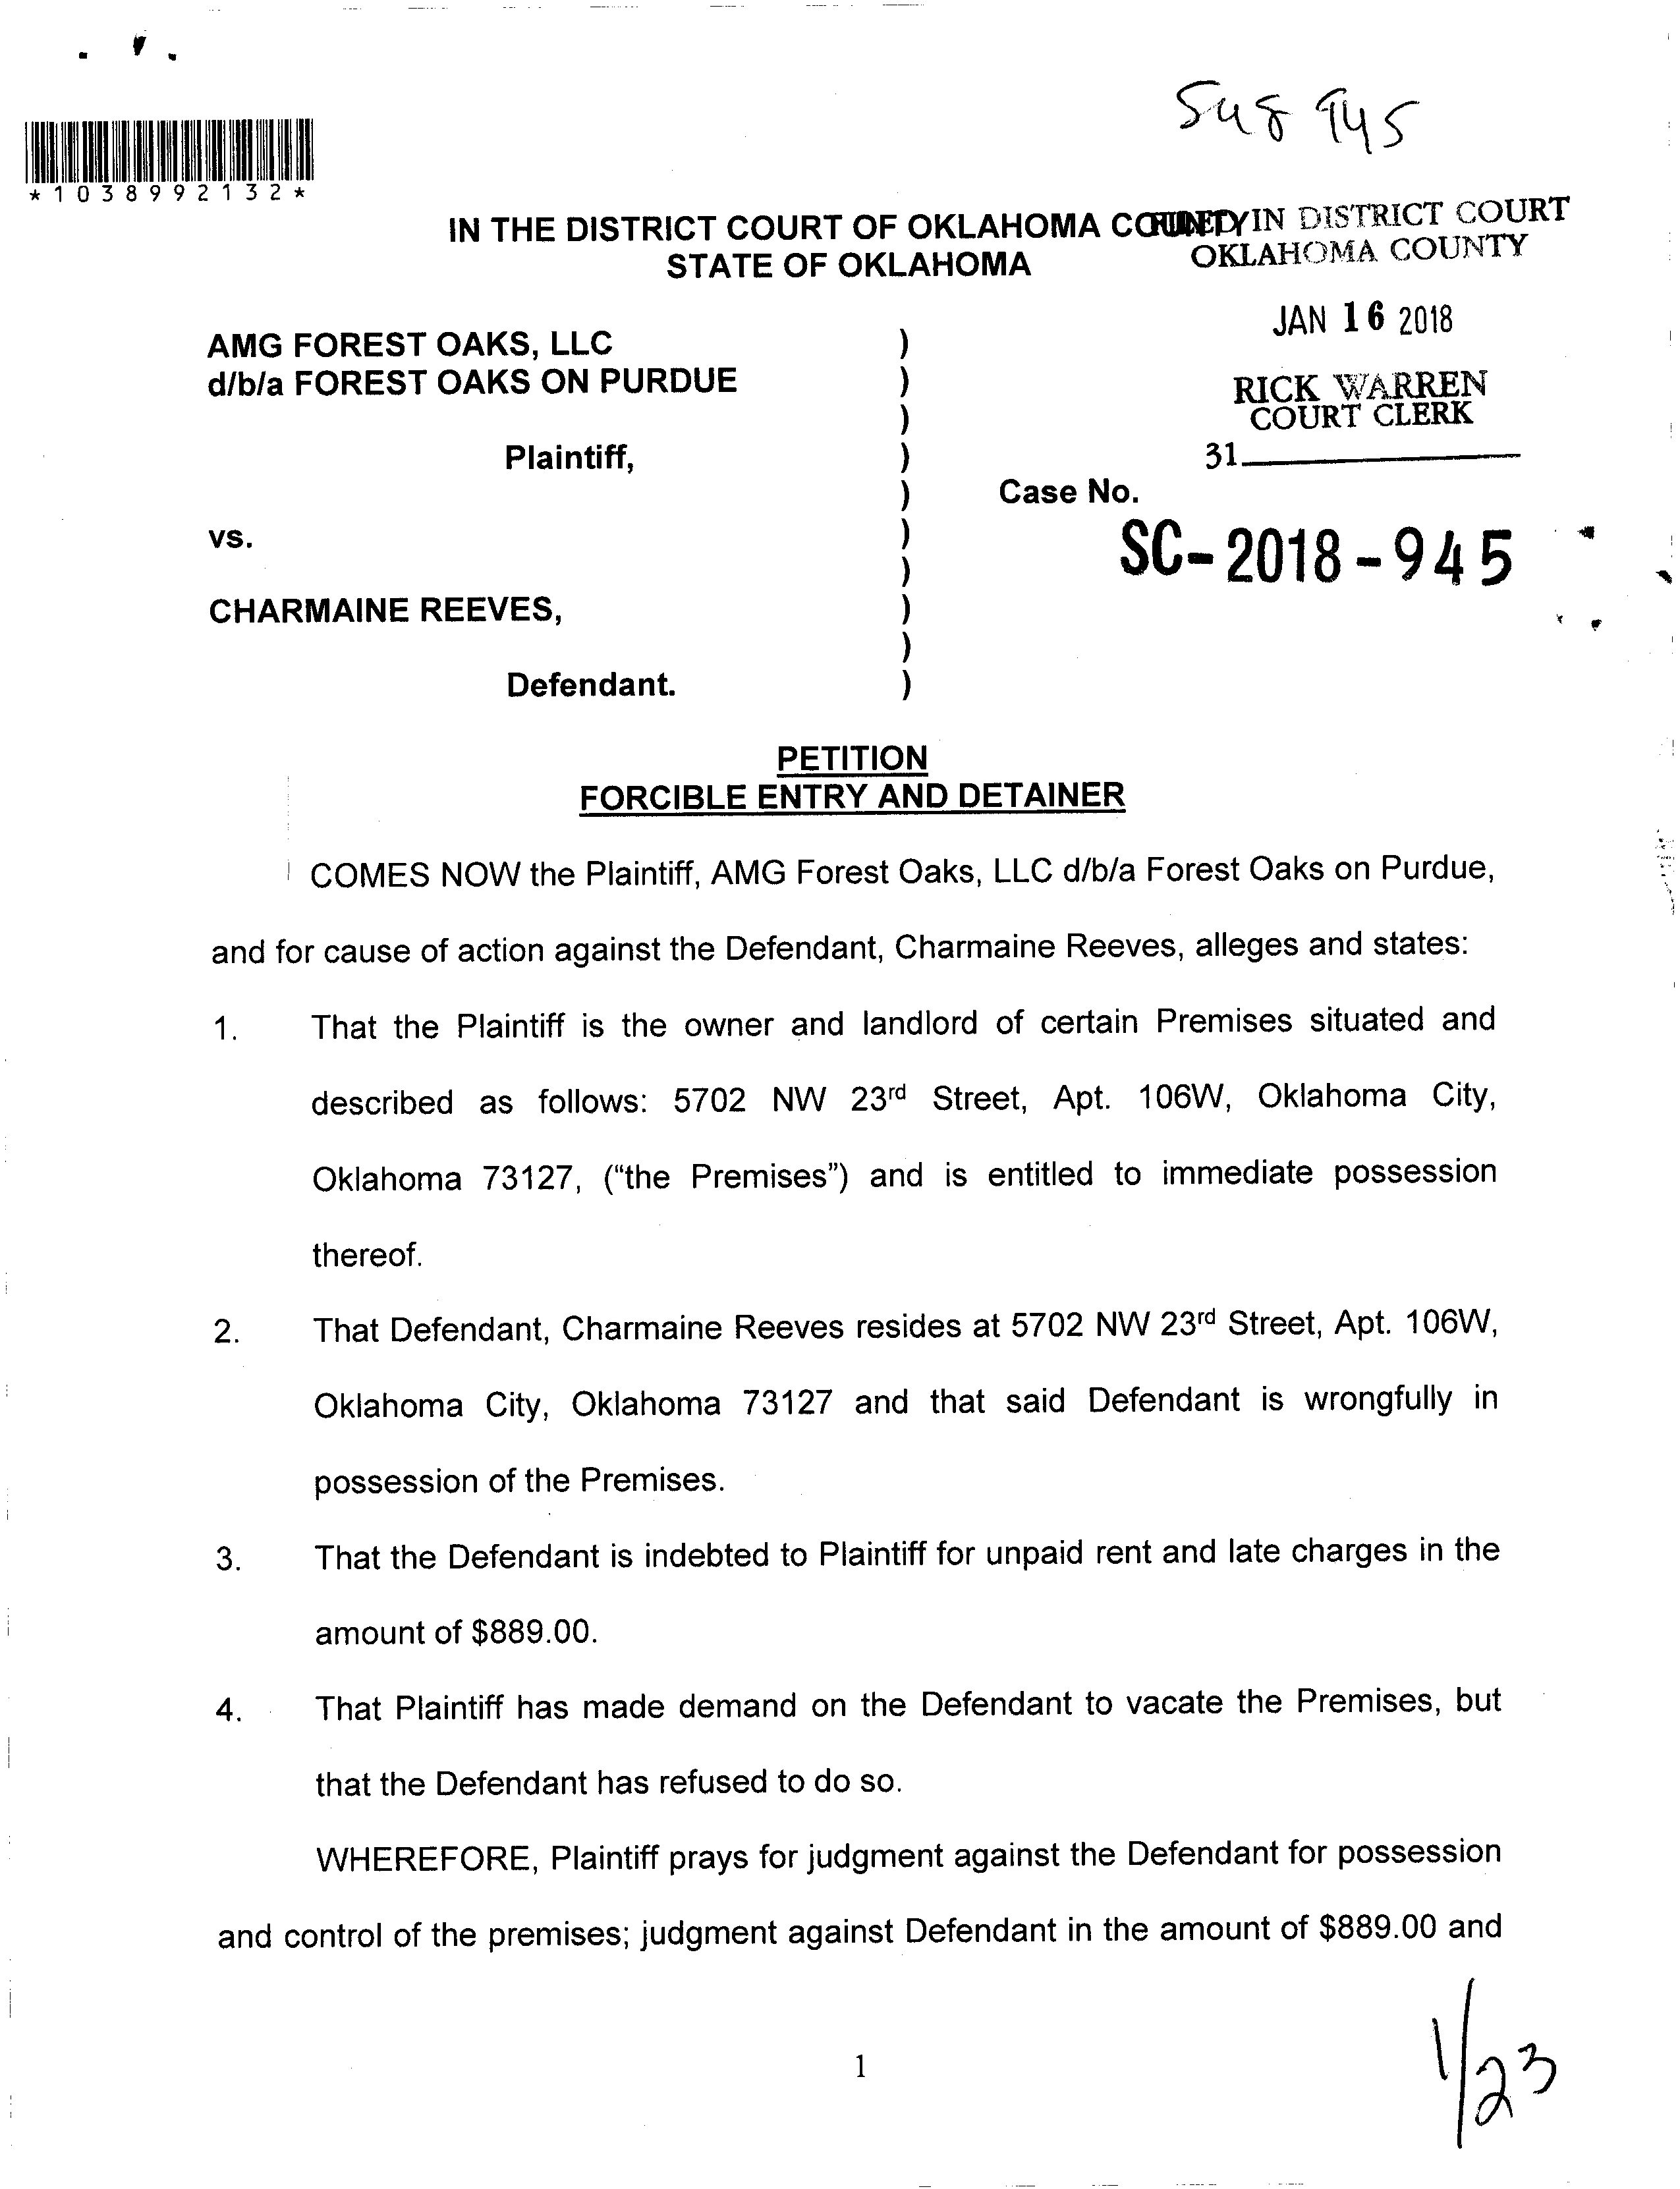 548 945
*1038992132*
IN THE DISTRICT COURT OF OKLAHOMA COUNTY
STATE OF OKLAHOMA
FILED IN DISTRICT COURT
OKLAHOMA COUNTY
JAN 16 2018
RICK WARREN
COURT CLERK
31
AMG FOREST OAKS, LLC )
d/b/a FOREST OAKS ON PURDUE )
)
Plaintiff, )
) Case No.
vs. )
SC-2018-945
)
CHARMAINE REEVES, )
)
Defendant. )
PETITION
FORCIBLE ENTRY AND DETAINER
COMES NOW the Plaintiff, AMG Forest Oaks, LLC d/b/a Forest Oaks on Purdue,
and for cause of action against the Defendant, Charmaine Reeves, alleges and states:
1. That the Plaintiff is the owner and landlord of certain Premises situated and
described as follows: 5702 NW 23rd Street, Apt. 106W, Oklahoma City,
Oklahoma 73127, (“the Premises”) and is entitled to immediate possession
thereof.
2. That Defendant, Charmaine Reeves resides at 5702 NW 23rd Street, Apt. 106W,
Oklahoma City, Oklahoma 73127 and that said Defendant is wrongfully in
possession of the Premises.
3. That the Defendant is indebted to Plaintiff for unpaid rent and late charges in the
amount of $889.00.
4. That Plaintiff has made demand on the Defendant to vacate the Premises, but
that the Defendant has refused to do so.
WHEREFORE, Plaintiff prays for judgment against the Defendant for possession
and control of the premises; judgment against Defendant in the amount of $889.00 and
1
1/23